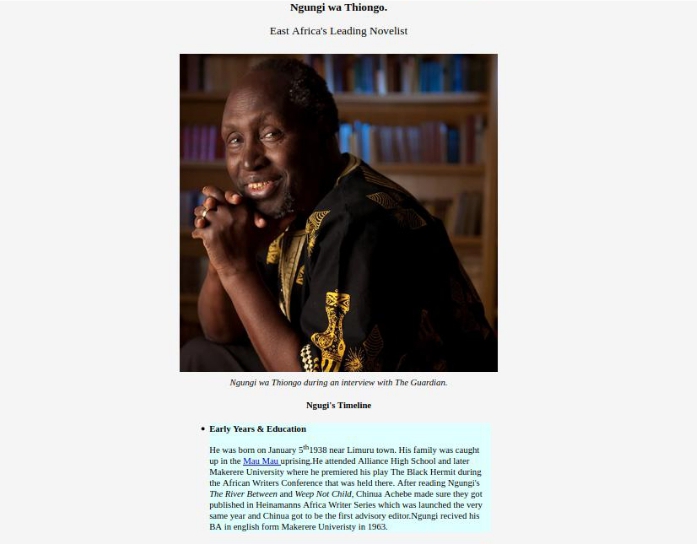 Ngungi wa Thiongo.
East Africa's Leading Novelist
Ngungi wa Thiongo during an interview with The Guardian.
Ngugi's Timeline
• Early Years & Education
He was born on January 5th1938 near Limuru town. His family was caught
up in the Mau Mau uprising.He attended Alliance High School and later
Makerere University where he premiered his play The Black Hermit during
the African Writers Conference that was held there. After reading Ngungi's
The River Between and Weep Not Child, Chinua Achebe made sure they got
published in Heinamanns Africa Writer Series which was launched the very
same year and Chinua got to be the first advisory editor.Ngungi recived his
BA in english form Makerere Univeristy in 1963.